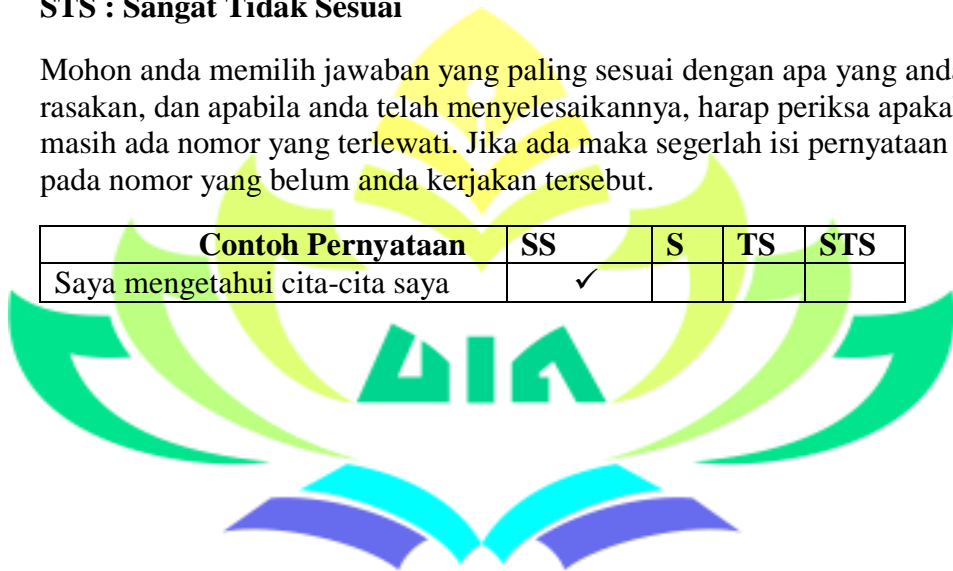 STS : Sangat Tidak Sesuai
Mohon anda memilih jawaban yang paling sesuai dengan apa yang anda
rasakan, dan apabila anda telah menyelesaikannya, harap periksa apaka
masih ada nomor yang terlewati. Jika ada maka segerlah isi pernyataan
pada nomor yang belum anda kerjakan tersebut.
Contoh Pernyataan SS S TS STS
Saya mengetahui cita-cita saya ✓
UIN